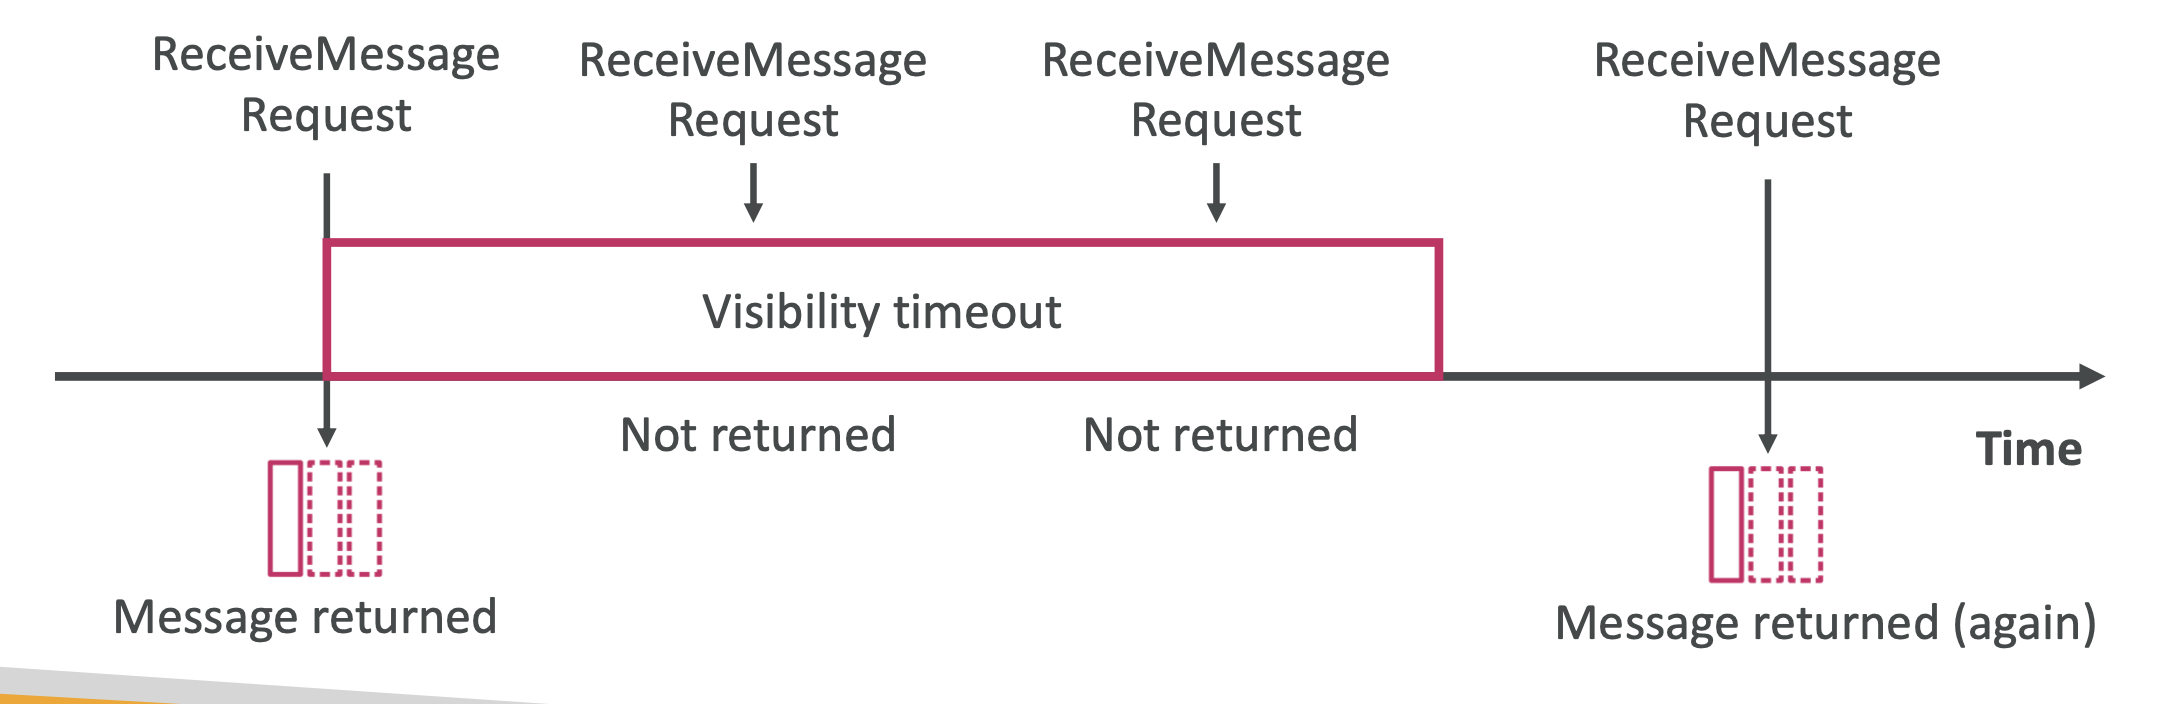 ReceiveMessage
Request
ReceiveMessage
Request
ReceiveMessage
Request
ReceiveMessage
Request
Visibility timeout
Not returned
Not returned
Time
Message returned
Message returned (again)